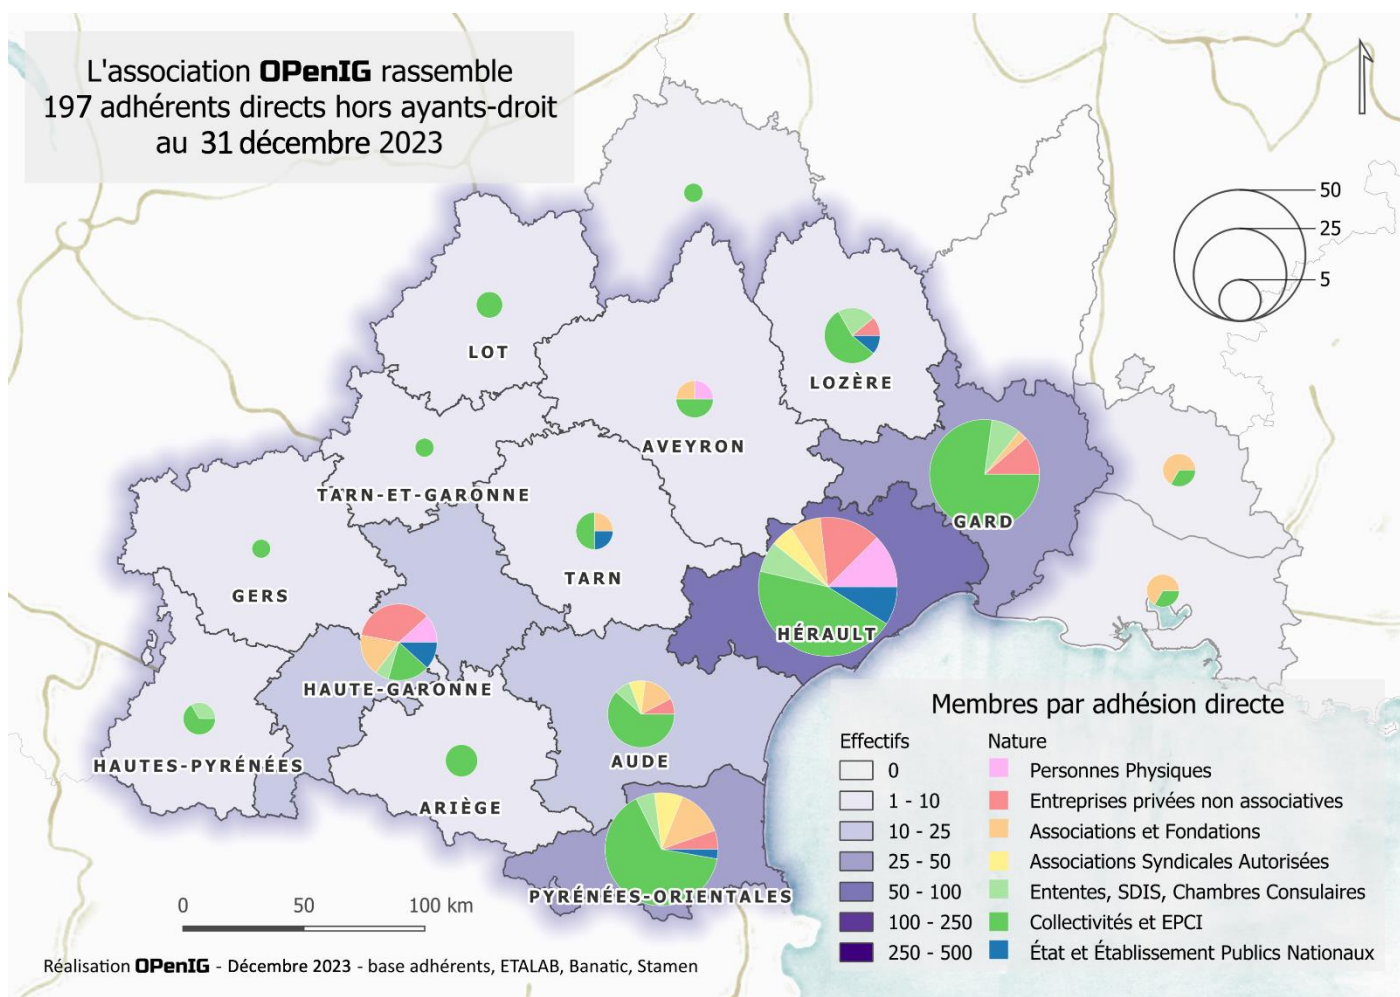 L'association OPenIG rassemble
197 adhérents directs hors ayants-droit
au 31 décembre 2023
50
25
5
LOT
LOZÈRE
AVEYRON
TARN-ET-GARONNE
GARD
TARN
GERS
HÉRAULT
HAUTE-GARONNE
HAUTES-PYRÉNÉES
AUDE
ARIÈGE
PYRÉNÉES-ORIENTALES
Membres par adhésion directe
Effectifs
0
1 - 10
10 - 25
25 - 50
50 - 100
100 - 250
250 - 500
Nature
Personnes Physiques
Entreprises privées non associatives
Associations et Fondations
Associations Syndicales Autorisées
Ententes, SDIS, Chambres Consulaires
Collectivités et EPCI
État et Établissement Publics Nationaux
0 50 100 km
Réalisation OPenIG - Décembre 2023 - base adhérents, ETALAB, Banatic, Stamen